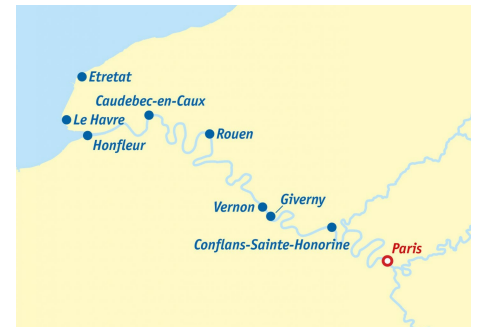 Etretat
Caudebec-en-Caux
Le Havre
Rouen
Honfleur
Giverny
Vernon
Conflans-Sainte-Honorine
Paris